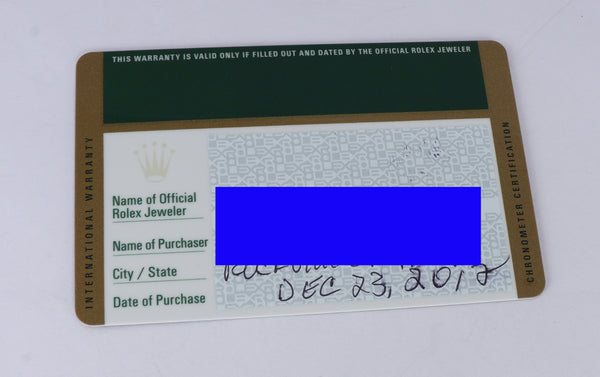 THIS WARRANTY IS VALID ONLY IF FILLED OUT AND DATED BY THE OFFICIAL ROLEX JEWELER
INTERNATIONAL WARRANTY
Name of Official
Rolex Jeweler
Name of Purchaser
City / State
Date of Purchase DEC 23, 2012
CHRONOMETER CERTIFICATION